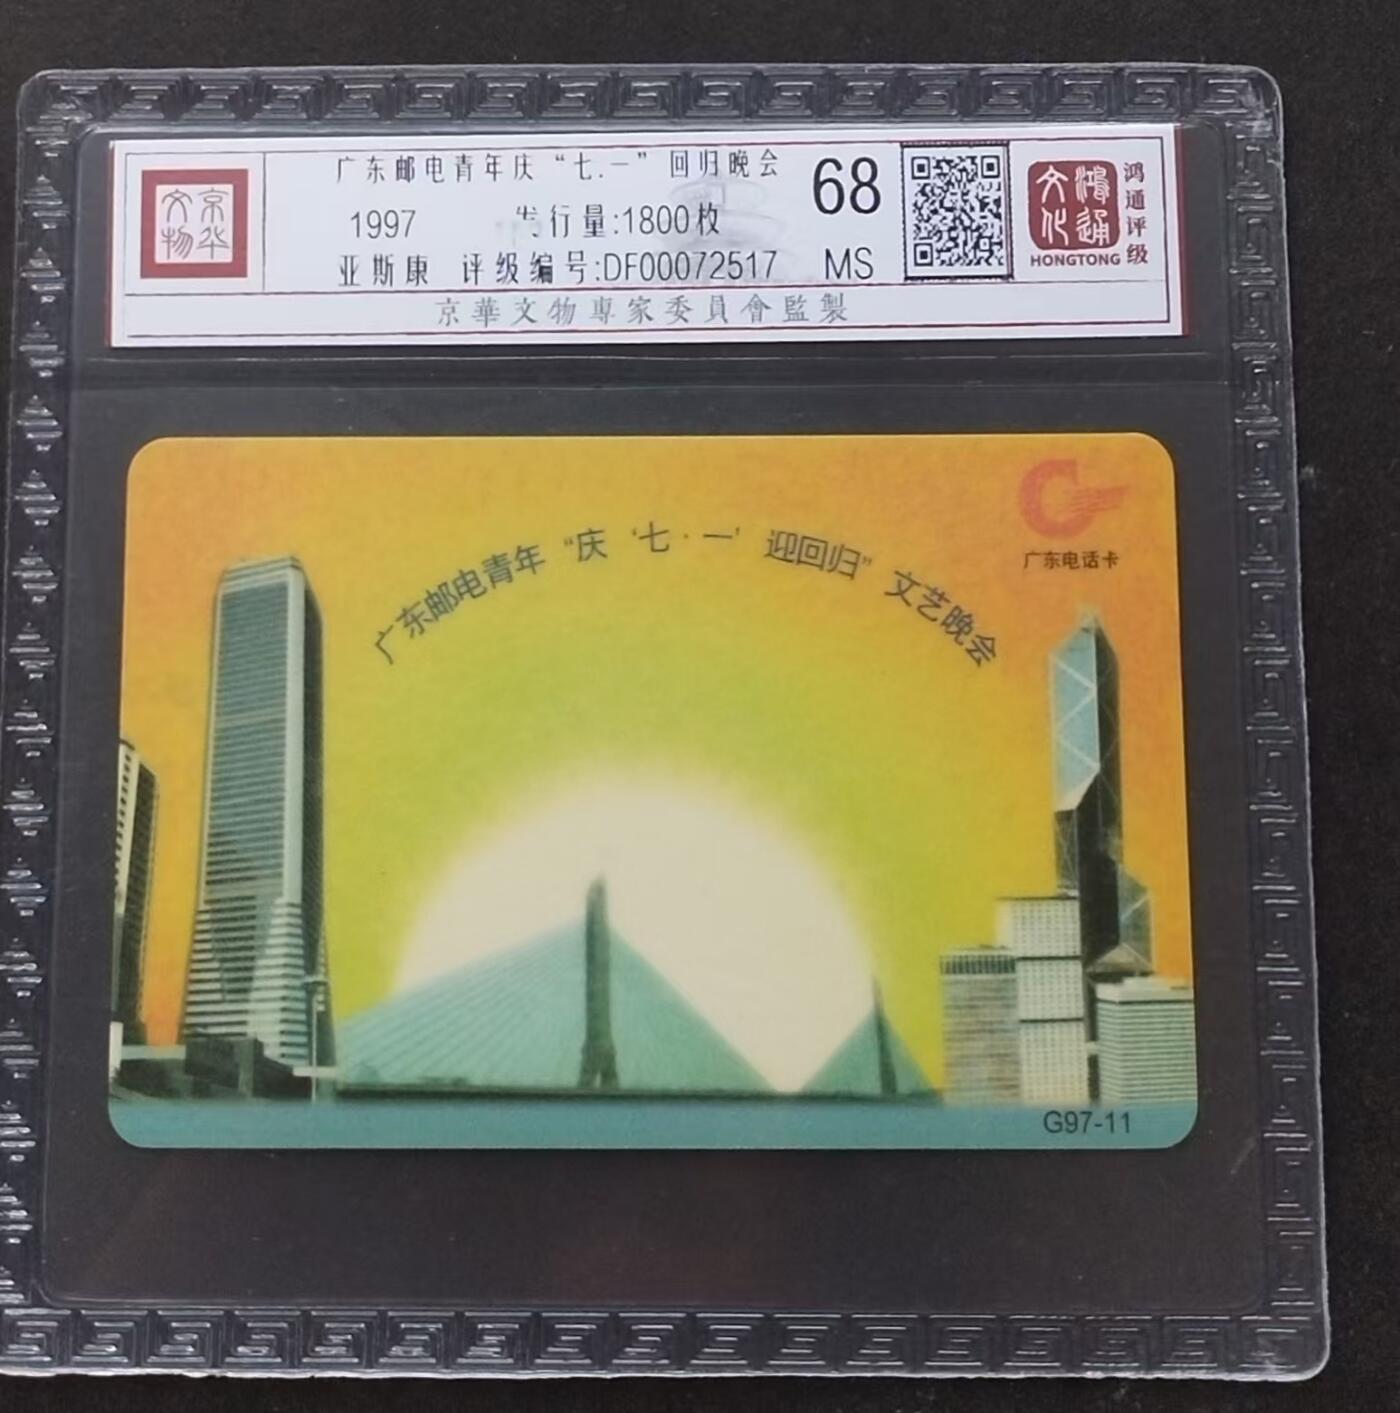 京华文物
广东邮电青年庆“七.一”回归晚会
1997 发行量:1800枚
亚斯康 评级编号:DF00072517
68
MS
鸿通文化
HONGTONG
鸿通评级
京華文物專家委員會監製
广东邮电青年“庆‘七·一’迎回归”文艺晚会
广东电话卡
G97-11